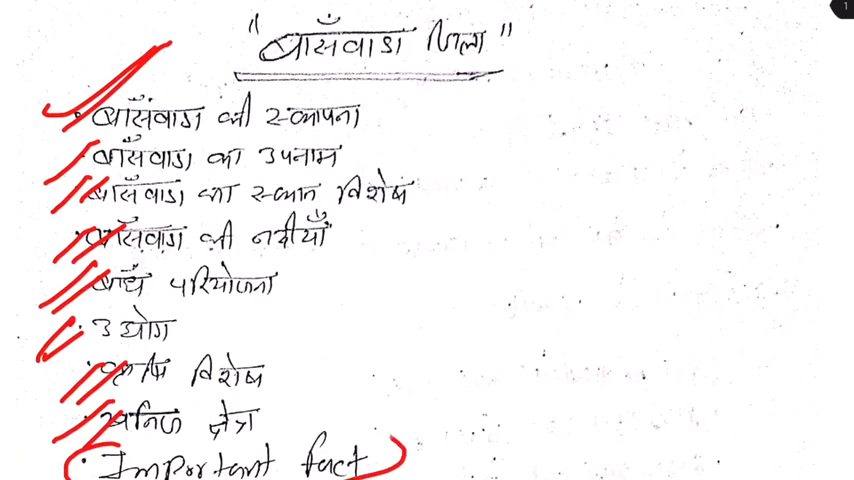 1
"बाँसवाडा जिला"
· बाँसवाडा की स्थापना
· बाँसवाडा का उपनाम
· बाँसवाडा का स्थान विशेष
· बाँसवाडा की नदीयाँ
· बाँध परियोजना
· उद्योग
· कृषि विशेष
· खनिज क्षेत्र
· Important fact